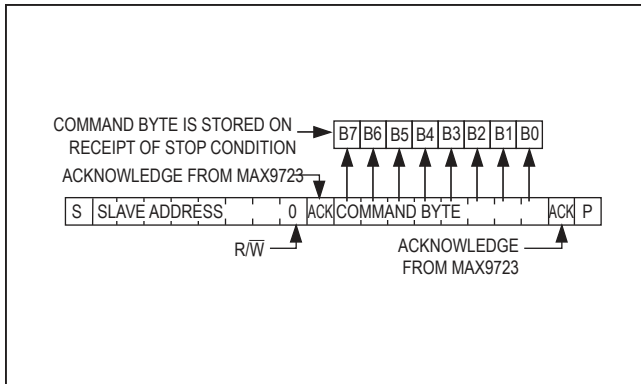 COMMAND BYTE IS STORED ON
RECEIPT OF STOP CONDITION
B7 B6 B5 B4 B3 B2 B1 B0
ACKNOWLEDGE FROM MAX9723
S SLAVE ADDRESS 0 ACK COMMAND BYTE ACK P
R/W̅
ACKNOWLEDGE
FROM MAX9723